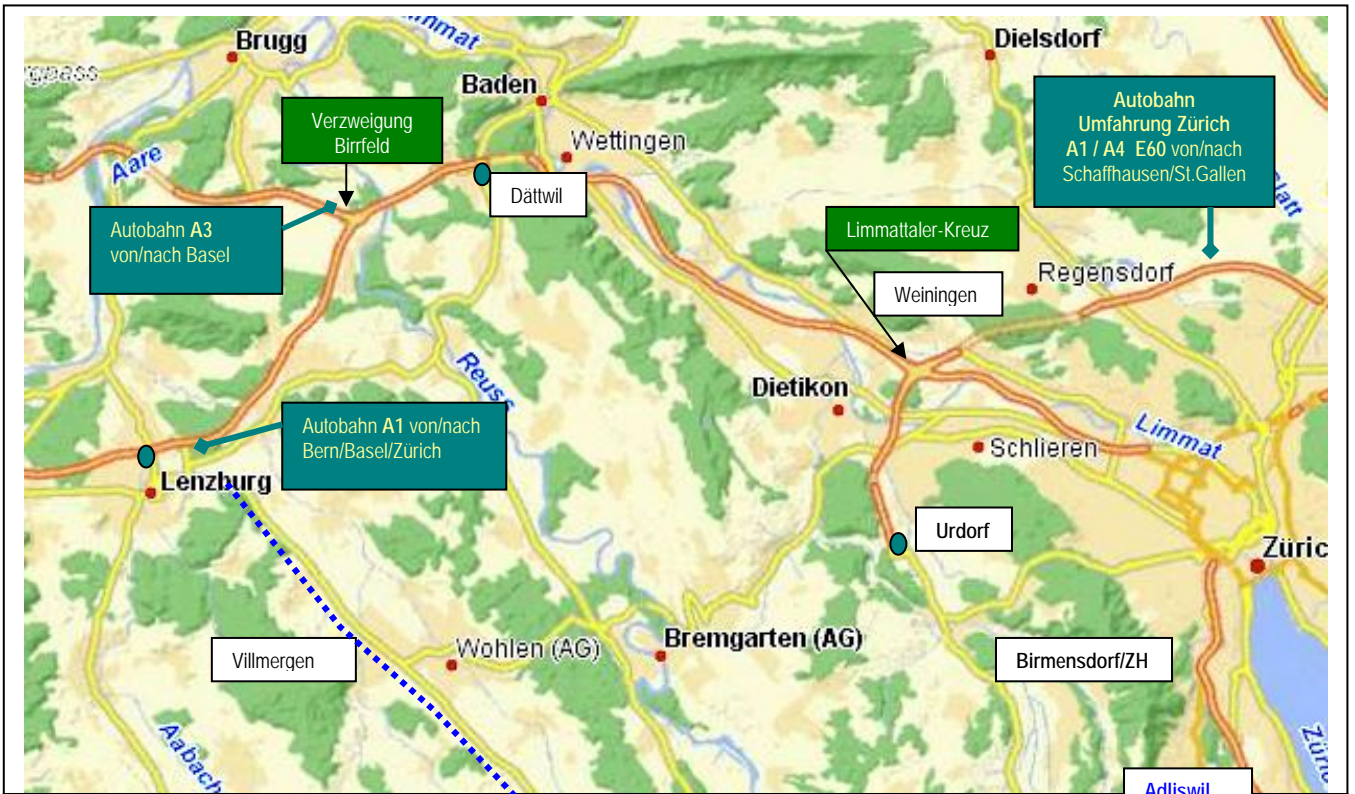 Brugg
Limmat
Dielsdorf
Baden
Verzweigung
Birrfeld
Wettingen
Autobahn
Umfahrung Zürich
A1 / A4 E60 von/nach
Schaffhausen/St.Gallen
Aare
Dättwil
Autobahn A3
von/nach Basel
Limmattaler-Kreuz
Weiningen
Regensdorf
Reuss
Dietikon
Autobahn A1 von/nach
Bern/Basel/Zürich
Limmat
Schlieren
Lenzburg
Urdorf
Züric
Villmergen
Wohlen (AG)
Bremgarten (AG)
Birmensdorf/ZH
Aabach
Züric
Adliswil